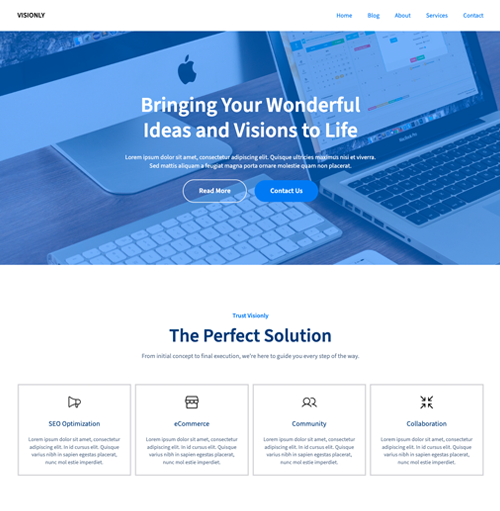 VISIONLY
Home Blog About Services Contact
Bringing Your Wonderful
Ideas and Visions to Life
Lorem ipsum dolor sit amet, consectetur adipiscing elit. Quisque ultricies maximus nisi et viverra.
Sed mattis aliquam a feugiat magna porta ornare molestie quam non placerat.
Read More
Contact Us
Trust Visionly
The Perfect Solution
From initial concept to final execution, we're here to guide you every step of the way.
SEO Optimization
Lorem ipsum dolor sit amet, consectetur
adipiscing elit. In id cursus elit. Quisque
varius nibh in sapien egestas placerat,
nunc mol estie imperdiet.
eCommerce
Lorem ipsum dolor sit amet, consectetur
adipiscing elit. In id cursus elit. Quisque
varius nibh in sapien egestas placerat,
nunc mol estie imperdiet.
Community
Lorem ipsum dolor sit amet, consectetur
adipiscing elit. In id cursus elit. Quisque
varius nibh in sapien egestas placerat,
nunc mol estie imperdiet.
Collaboration
Lorem ipsum dolor sit amet, consectetur
adipiscing elit. In id cursus elit. Quisque
varius nibh in sapien egestas placerat,
nunc mol estie imperdiet.